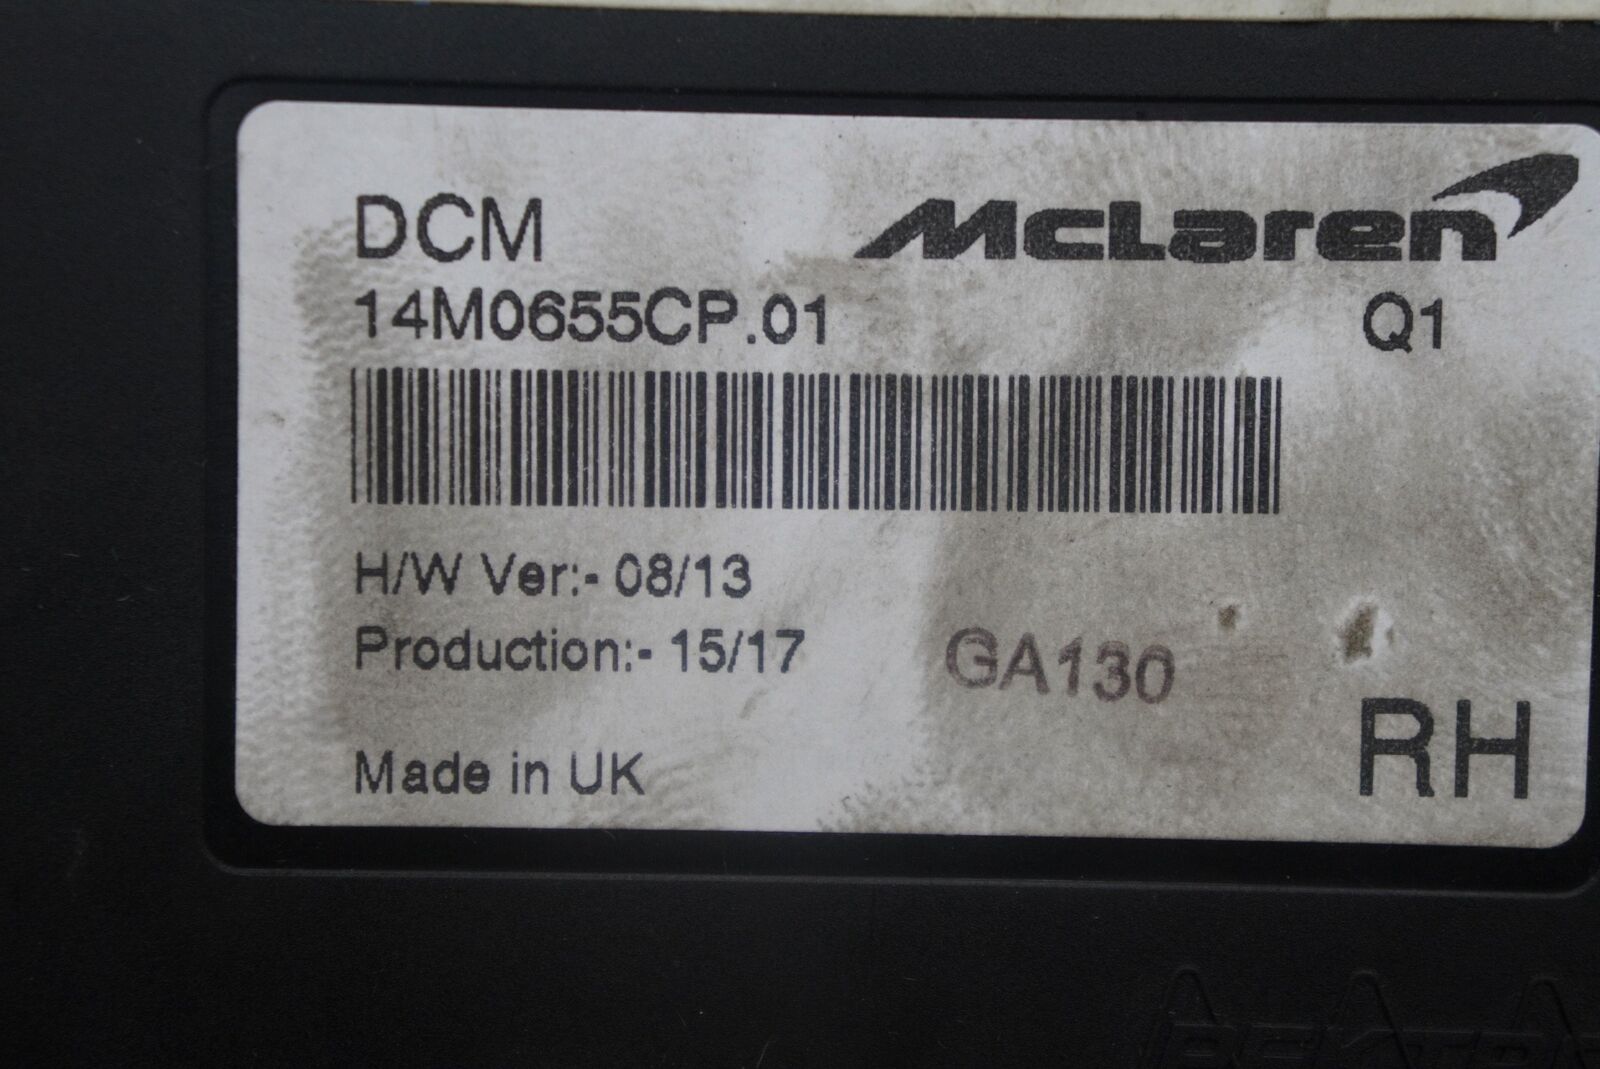 DCM
McLaren
14M0655CP.01
Q1
H/W Ver:- 08/13
Production:- 15/17
GA130
RH
Made in UK